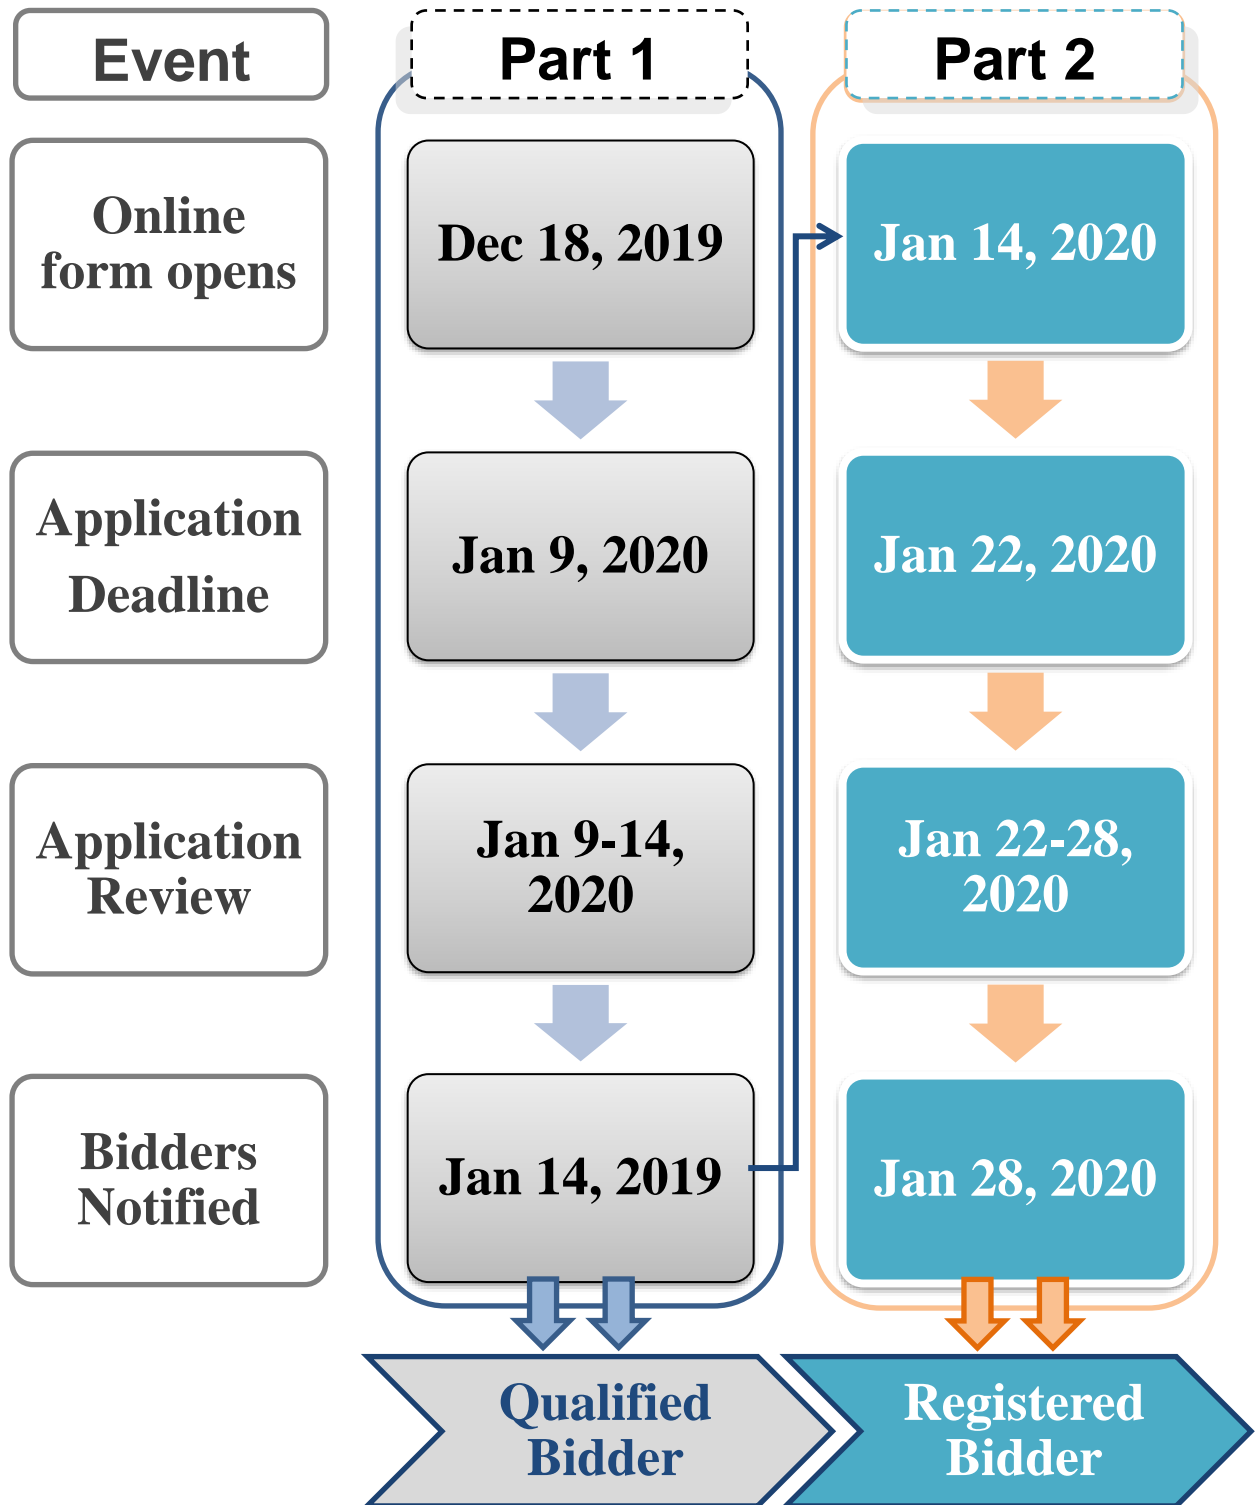 Event
Part 1
Part 2
Online
form opens
Dec 18, 2019
Jan 14, 2020
Application
Deadline
Jan 9, 2020
Jan 22, 2020
Application
Review
Jan 9-14,
2020
Jan 22-28,
2020
Bidders
Notified
Jan 14, 2019
Jan 28, 2020
Qualified
Bidder
Registered
Bidder